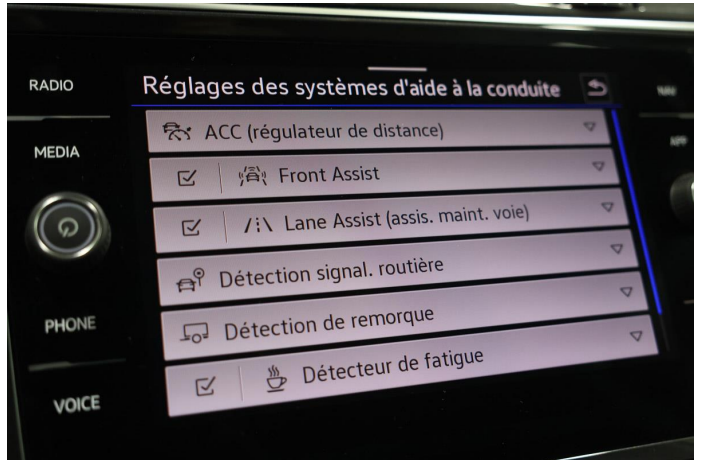 RADIO
Réglages des systèmes d'aide à la conduite
MEDIA
ACC (régulateur de distance)
Front Assist
Lane Assist (assis. maint. voie)
Détection signal. routière
PHONE
Détection de remorque
VOICE
Détecteur de fatigue